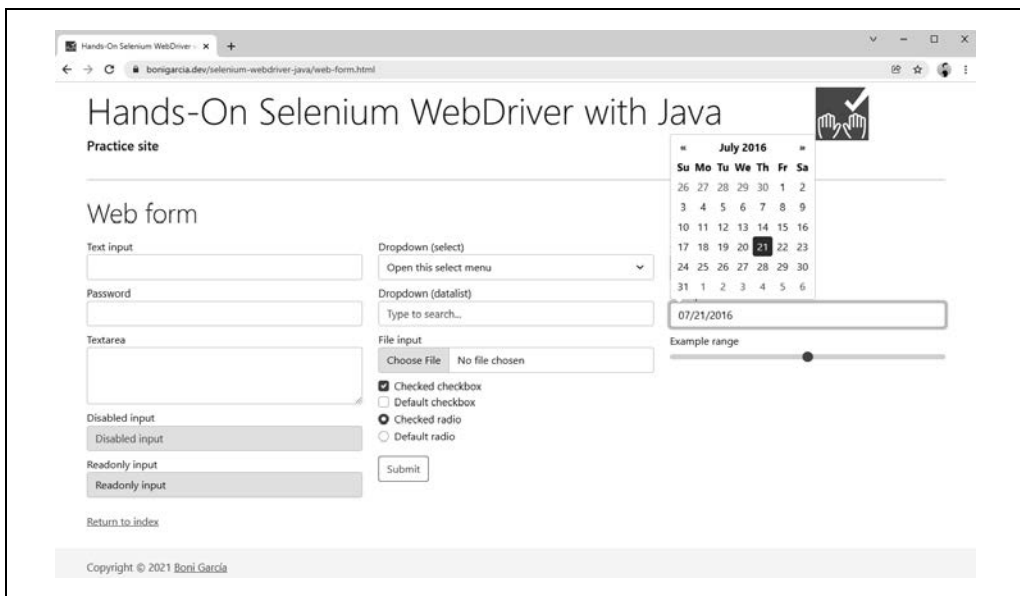 Hands-On Selenium WebDriver
bonigarcia.dev/selenium-webdriver-java/web-form.html
Hands-On Selenium WebDriver with Java
Practice site
« July 2016 »
Su Mo Tu We Th Fr Sa
26 27 28 29 30 1 2
3 4 5 6 7 8 9
10 11 12 13 14 15 16
17 18 19 20 21 22 23
24 25 26 27 28 29 30
31 1 2 3 4 5 6
07/21/2016
Example range
Web form
Text input
Password
Textarea
Disabled input
Disabled input
Readonly input
Readonly input
Return to index
Dropdown (select)
Open this select menu
Dropdown (datalist)
Type to search...
File input
Choose File No file chosen
Checked checkbox
Default checkbox
Checked radio
Default radio
Submit
Copyright © 2021 Boni García